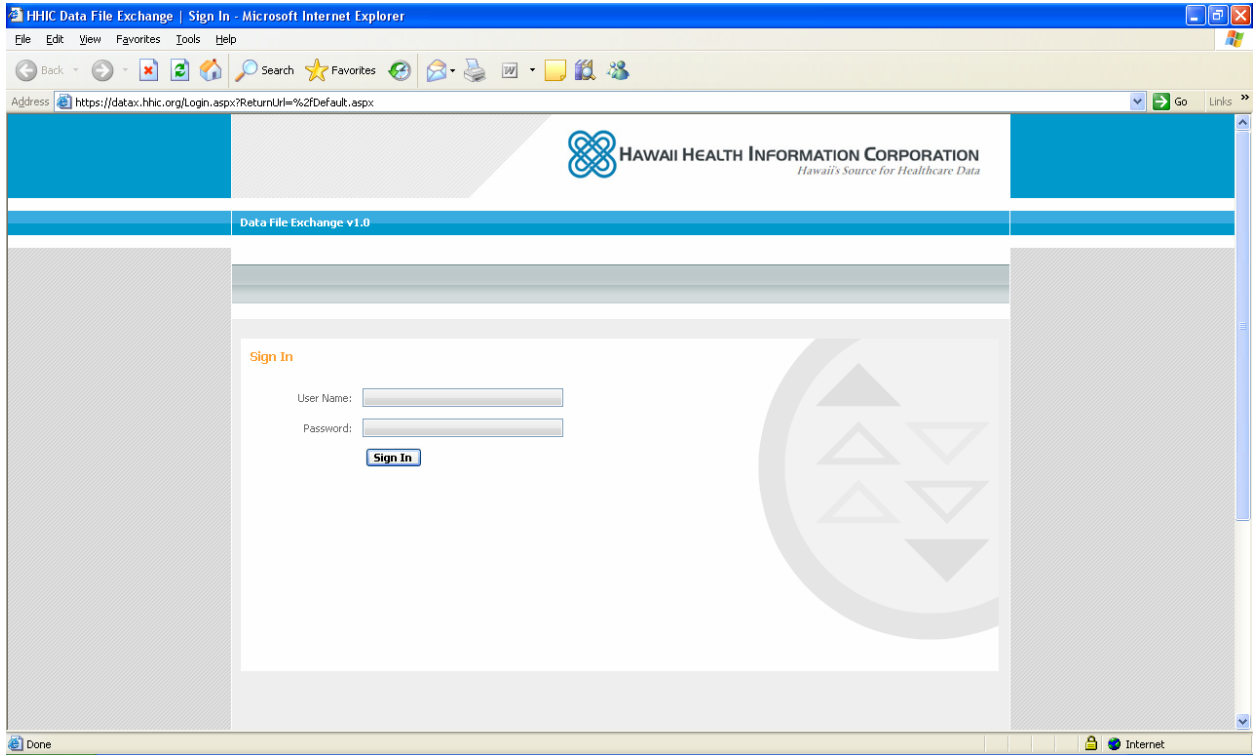 HHIC Data File Exchange | Sign In - Microsoft Internet Explorer
File Edit View Favorites Tools Help
Back Search Favorites
Address https://datax.hhic.org/Login.aspx?ReturnUrl=%2fDefault.aspx Go Links »
HAWAII HEALTH INFORMATION CORPORATION
Hawaii's Source for Healthcare Data
Data File Exchange v1.0
Sign In
User Name:
Password:
Sign In
Done Internet